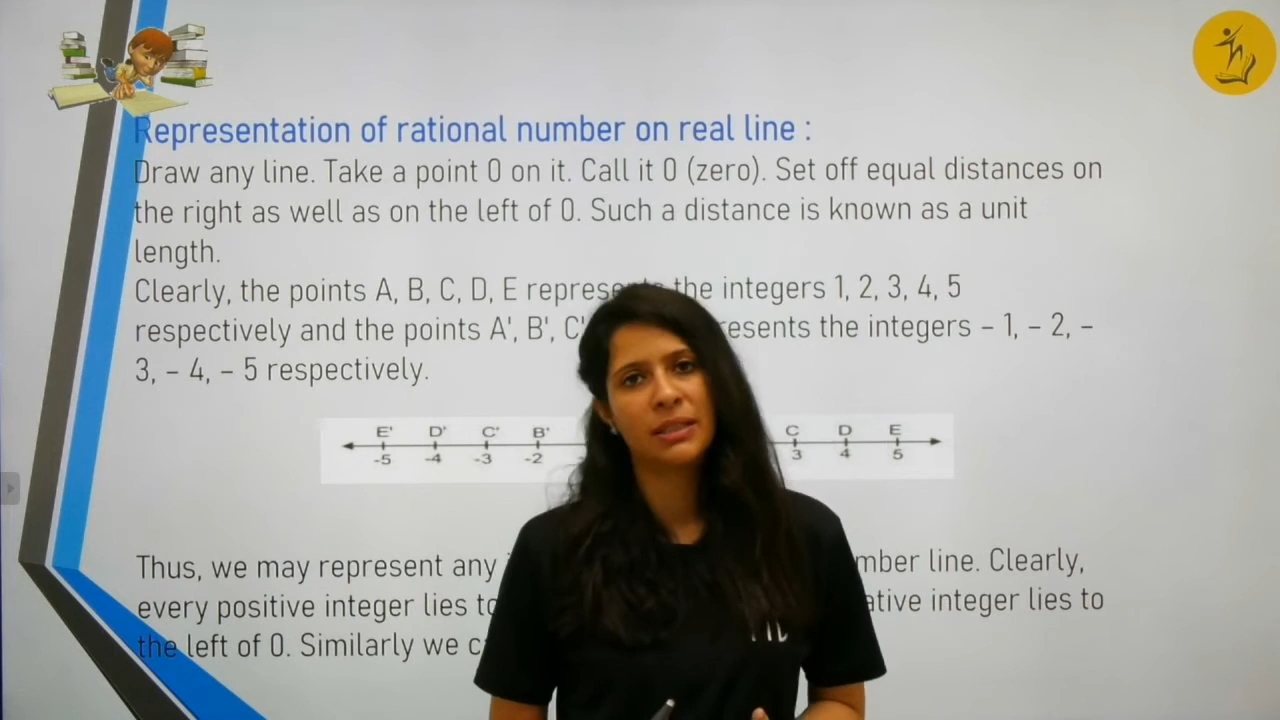 Representation of rational number on real line :
Draw any line. Take a point O on it. Call it 0 (zero). Set off equal distances on
the right as well as on the left of 0. Such a distance is known as a unit
length.
Clearly, the points A, B, C, D, E represents the integers 1, 2, 3, 4, 5
respectively and the points A', B', C' represents the integers – 1, – 2, –
3, – 4, – 5 respectively.
E' D' C' B' C D E
-5 -4 -3 -2 3 4 5
Thus, we may represent any mber line. Clearly,
every positive integer lies to ative integer lies to
the left of 0. Similarly we c